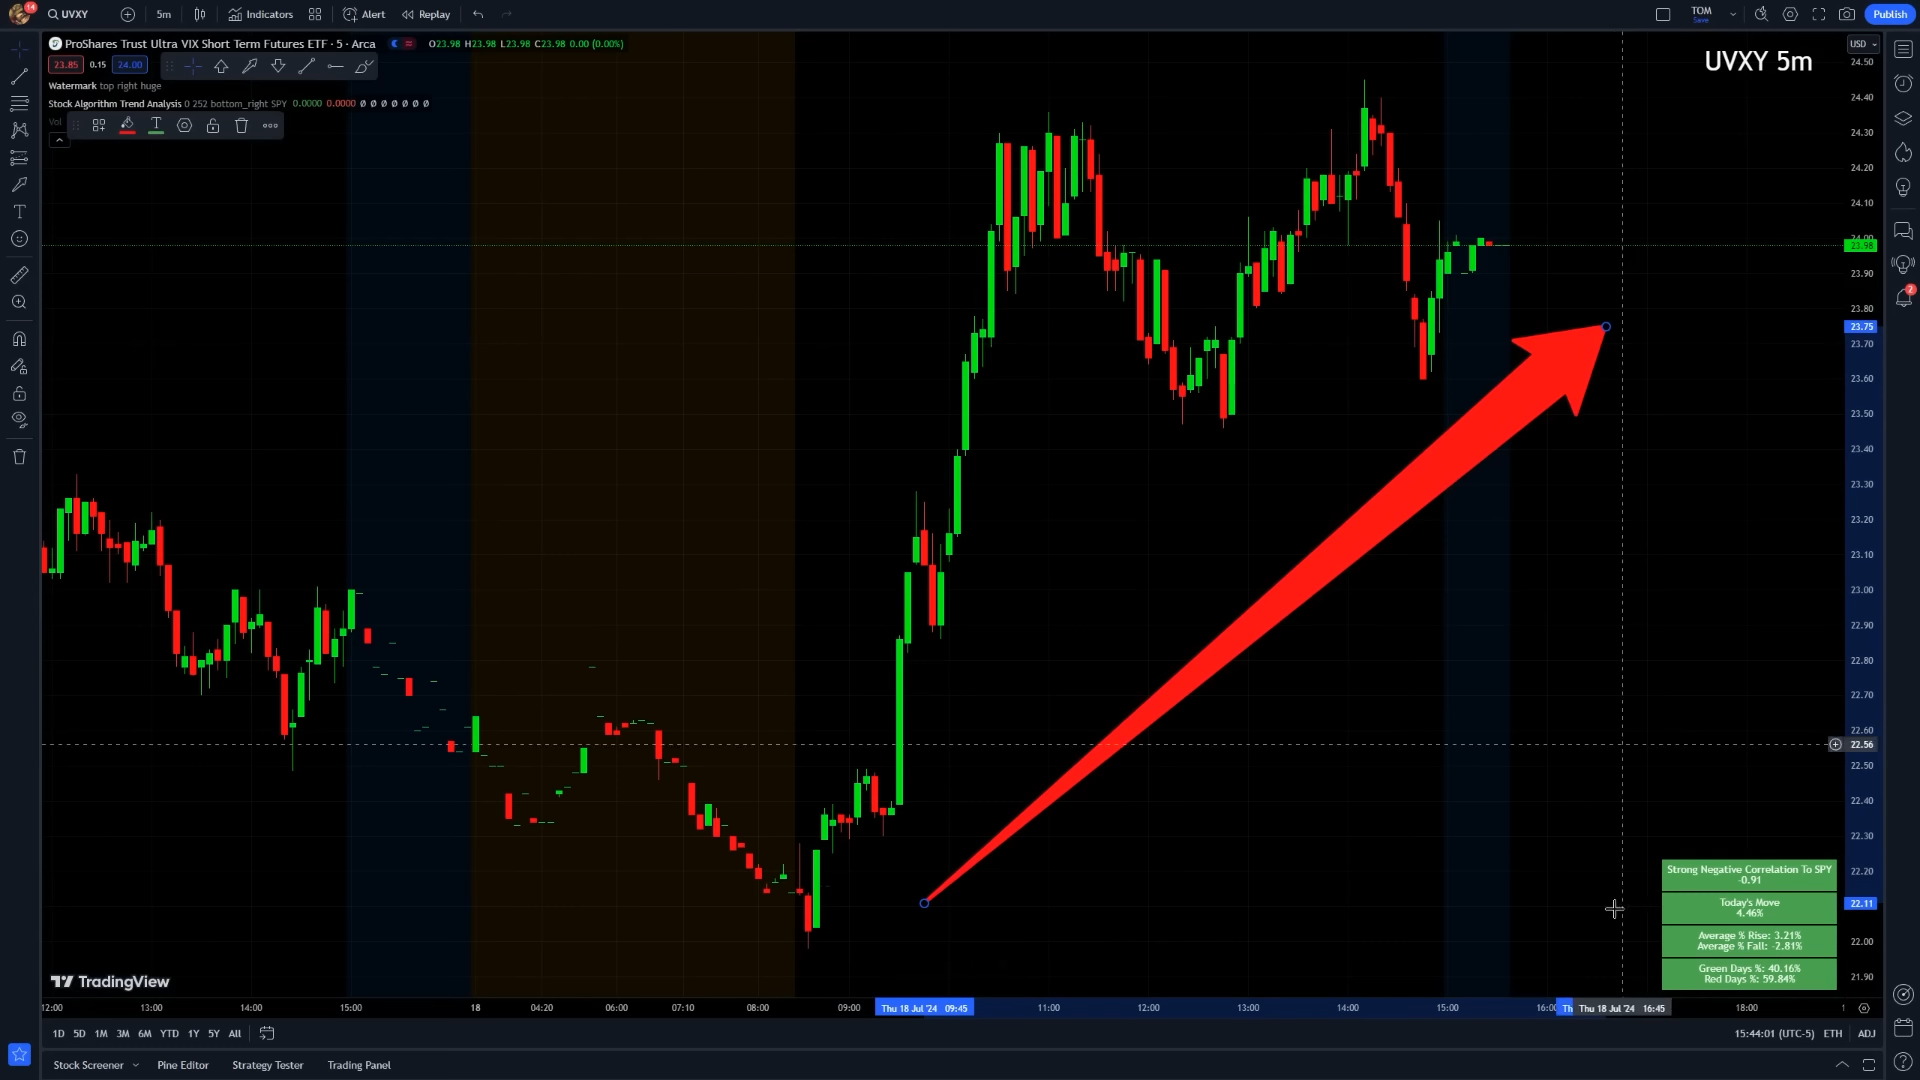 14
UVXY
5m
Indicators
Alert
Replay
TOM
Save
Publish
ProShares Trust Ultra VIX Short Term Futures ETF · 5 · Arca
O23.98 H23.98 L23.98 C23.98 0.00 (0.00%)
23.85 0.15 24.00
Watermark top right huge
Stock Algorithm Trend Analysis 0 252 bottom_right SPY 0.0000 0.0000 Ø Ø Ø Ø Ø Ø Ø
Vol
UVXY 5m
USD
24.50
24.40
24.30
24.20
24.10
24.00
23.98
23.90
23.80
23.75
23.70
23.60
23.50
23.40
23.30
23.20
23.10
23.00
22.90
22.80
22.70
22.60
22.56
22.50
22.40
22.30
22.20
22.11
22.00
21.90
2
Strong Negative Correlation To SPY
-0.91
Today's Move
4.46%
Average % Rise: 3.21%
Average % Fall: -2.81%
Green Days %: 40.16%
Red Days %: 59.84%
TradingView
12:00 13:00 14:00 15:00 18 04:20 06:00 07:10 08:00 09:00 Thu 18 Jul '24 09:45 11:00 12:00 13:00 14:00 15:00 16:00 Th Thu 18 Jul '24 16:45 18:00 1
1D 5D 1M 3M 6M YTD 1Y 5Y All
15:44:01 (UTC-5) ETH ADJ
Stock Screener Pine Editor Strategy Tester Trading Panel